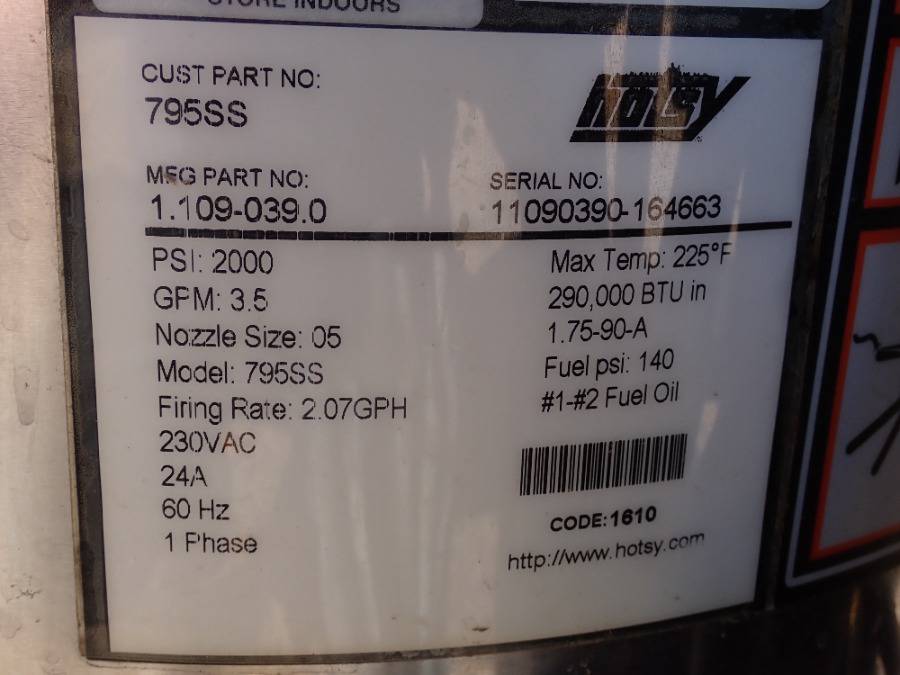 STORE INDOORS
CUST PART NO:
795SS
hotsy
MFG PART NO:
1.109-039.0
SERIAL NO:
11090390-164663
PSI: 2000
GPM: 3.5
Nozzle Size: 05
Model: 795SS
Firing Rate: 2.07GPH
230VAC
24A
60 Hz
1 Phase
Max Temp: 225°F
290,000 BTU in
1.75-90-A
Fuel psi: 140
#1-#2 Fuel Oil
CODE:1610
http://www.hotsy.com